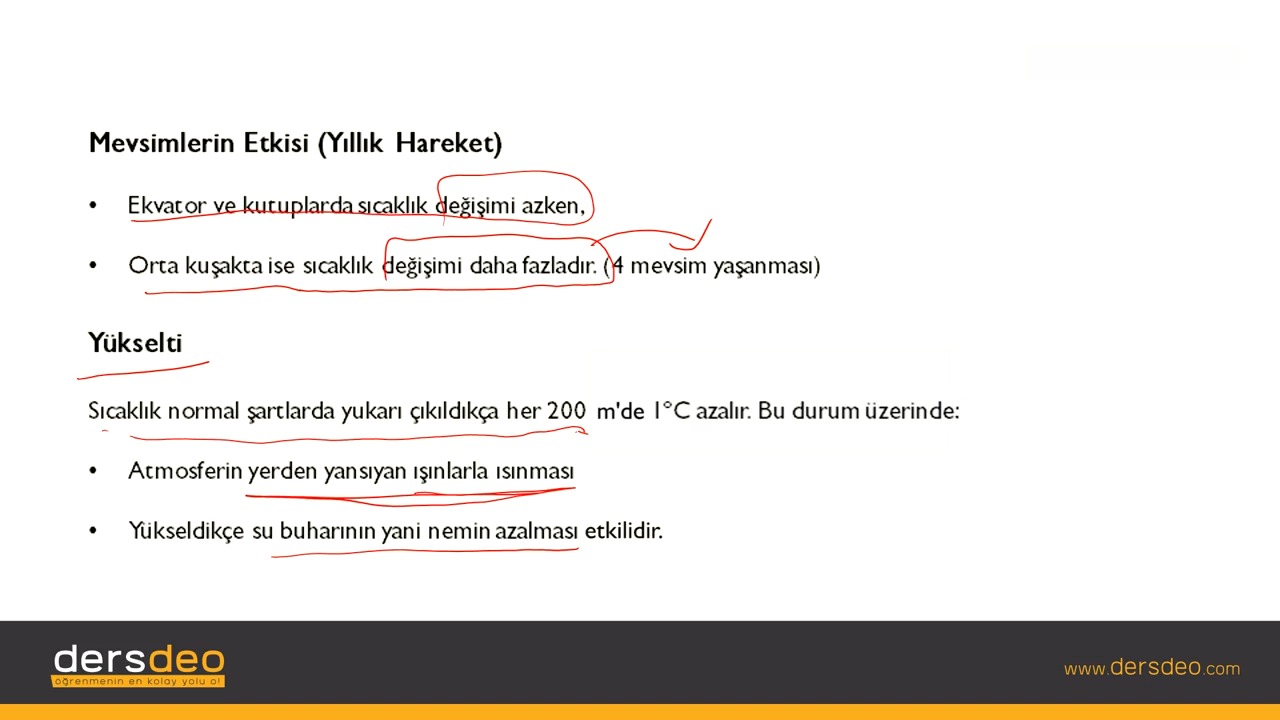 Mevsimlerin Etkisi (Yıllık Hareket)
• Ekvator ve kutuplarda sıcaklık değişimi azken,
• Orta kuşakta ise sıcaklık değişimi daha fazladır. (4 mevsim yaşanması)
Yükselti
Sıcaklık normal şartlarda yukarı çıkıldıkça her 200 m'de 1°C azalır. Bu durum üzerinde:
• Atmosferin yerden yansıyan ışınlarla ısınması
• Yükseldikçe su buharının yani nemin azalması etkilidir.
dersdeo
öğrenmenin en kolay yolu o!
www.dersdeo.com